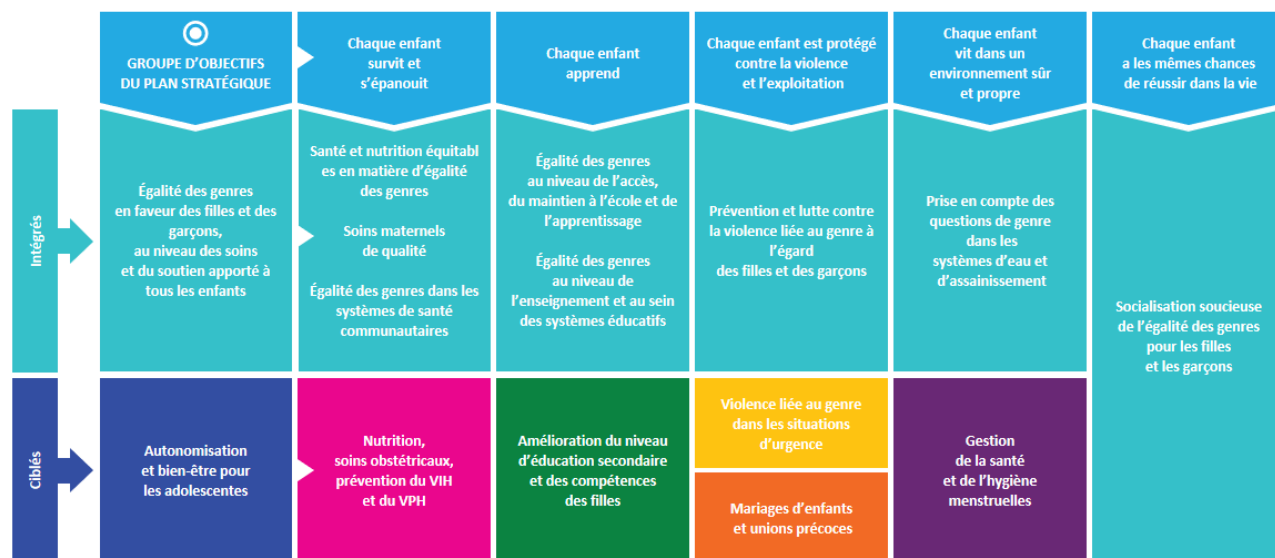 GROUPE D’OBJECTIFS
DU PLAN STRATÉGIQUE
Chaque enfant
survit et
s’épanouit
Chaque enfant
apprend
Chaque enfant est protégé
contre la violence
et l’exploitation
Chaque enfant
vit dans un
environnement sûr
et propre
Chaque enfant
a les mêmes chances
de réussir dans la vie
Intégrés
Égalité des genres
en faveur des filles et des
garçons,
au niveau des soins
et du soutien apporté à
tous les enfants
Santé et nutrition équitabl
es en matière d’égalité
des genres
Soins maternels
de qualité
Égalité des genres dans les
systèmes de santé
communautaires
Égalité des genres
au niveau de l’accès,
du maintien à l’école et de
l’apprentissage
Égalité des genres
au niveau de
l’enseignement et au sein
des systèmes éducatifs
Prévention et lutte contre
la violence liée au genre à
l’égard
des filles et des garçons
Prise en compte des
questions de genre
dans les
systèmes d’eau et
d’assainissement
Socialisation soucieuse
de l’égalité des genres
pour les filles
et les garçons
Ciblés
Autonomisation
et bien-être pour
les adolescentes
Nutrition,
soins obstétricaux,
prévention du VIH
et du VPH
Amélioration du niveau
d’éducation secondaire
et des compétences
des filles
Violence liée au genre
dans les situations
d’urgence
Mariages d’enfants
et unions précoces
Gestion
de la santé
et de l’hygiène
menstruelles